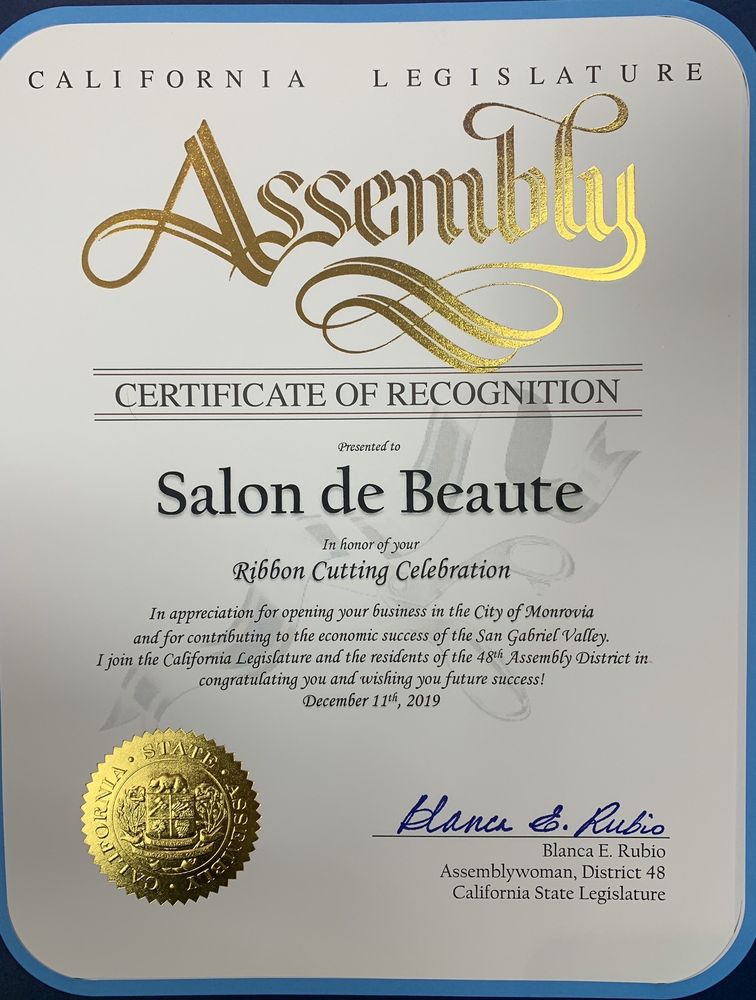 CALIFORNIA LEGISLATURE
Assembly
CERTIFICATE OF RECOGNITION
Presented to
Salon de Beaute
In honor of your
Ribbon Cutting Celebration
In appreciation for opening your business in the City of Monrovia
and for contributing to the economic success of the San Gabriel Valley.
I join the California Legislature and the residents of the 48th Assembly District in
congratulating you and wishing you future success!
December 11th, 2019
CALIFORNIA · STATE · ASSEMBLY
Blanca E. Rubio
Blanca E. Rubio
Assemblywoman, District 48
California State Legislature